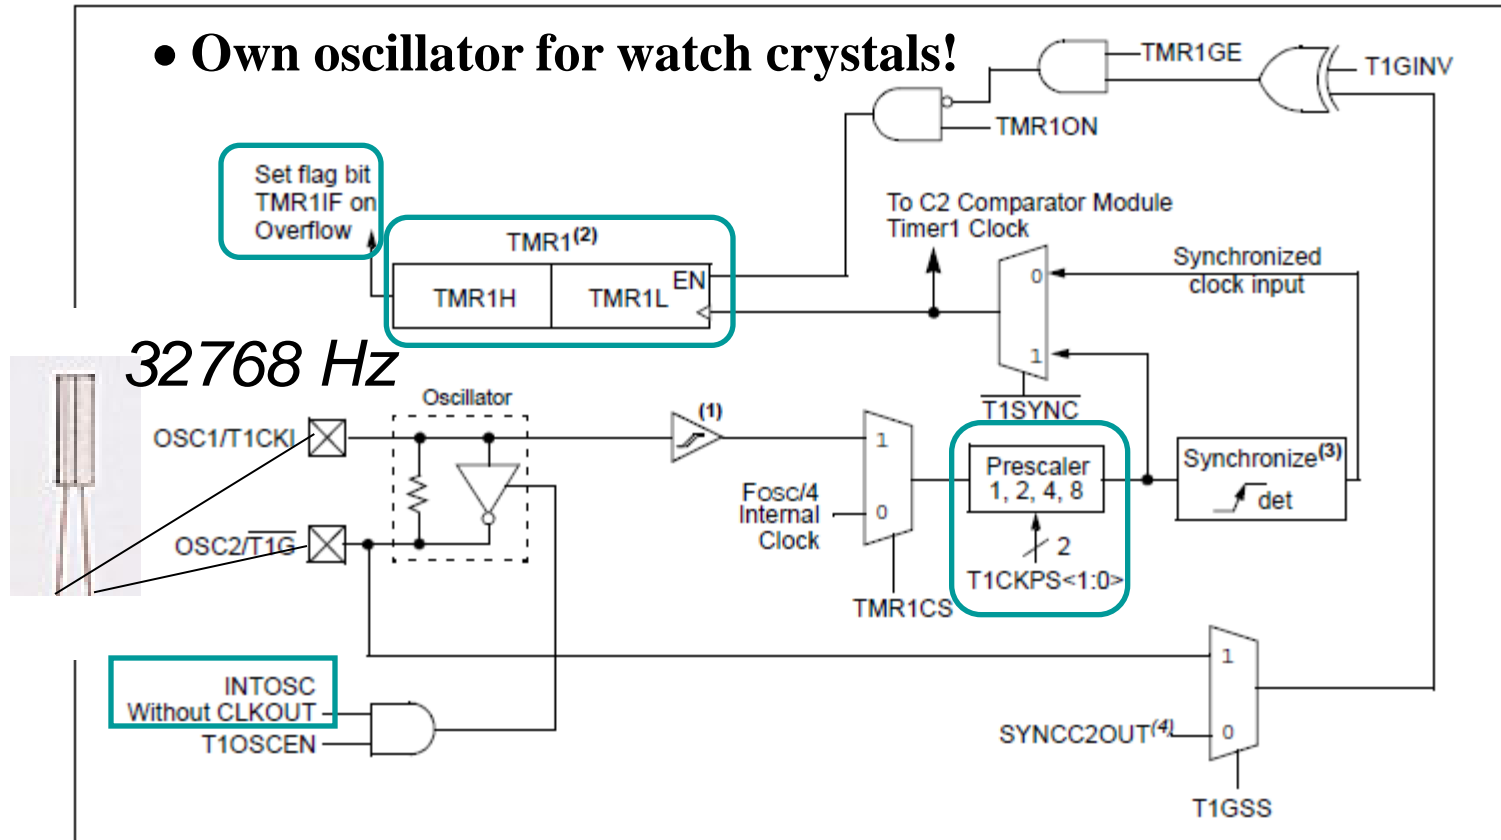 • Own oscillator for watch crystals!
TMR1GE
T1GINV
TMR1ON
Set flag bit
TMR1IF on
Overflow
To C2 Comparator Module
Timer1 Clock
TMR1(2)
EN
TMR1H
TMR1L
0
Synchronized
clock input
1
32768 Hz
T1SYNC
Oscillator
(1)
OSC1/T1CKI
1
Prescaler
1, 2, 4, 8
Synchronize(3)
det
Fosc/4
Internal
Clock
0
OSC2/T1G
2
T1CKPS<1:0>
TMR1CS
1
INTOSC
Without CLKOUT
T1OSCEN
SYNCC2OUT(4)
0
T1GSS